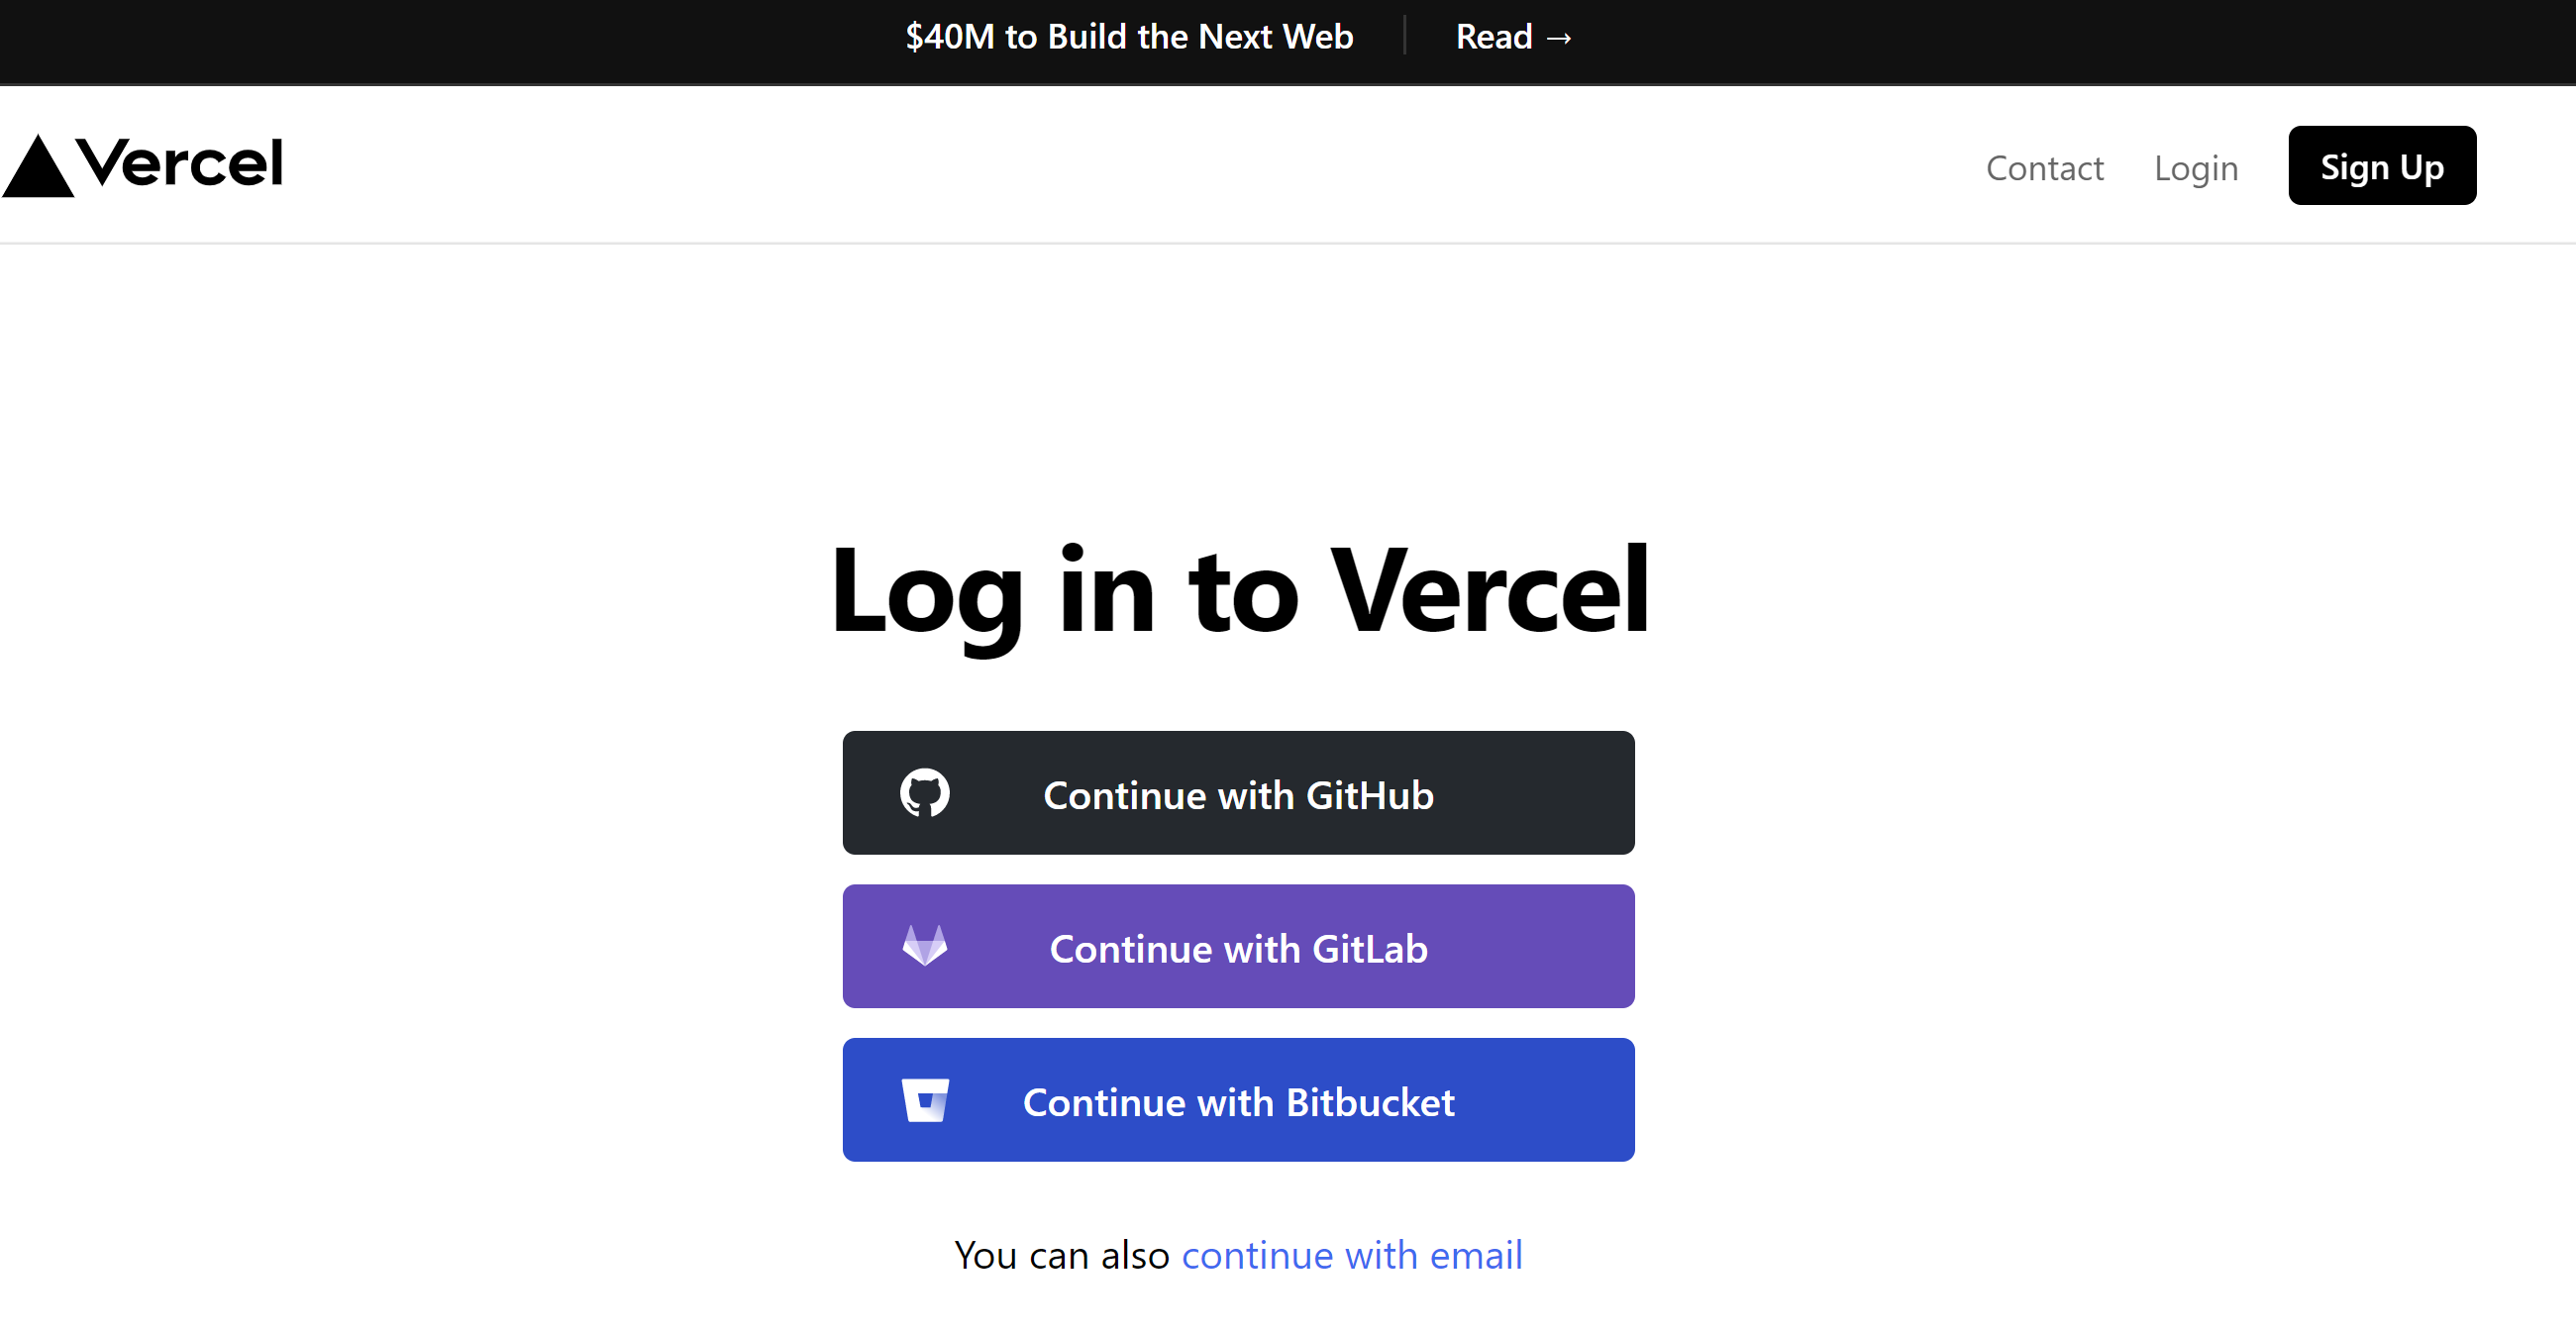 $40M to Build the Next Web Read →
Vercel Contact Login Sign Up
Log in to Vercel
Continue with GitHub
Continue with GitLab
Continue with Bitbucket
You can also continue with email